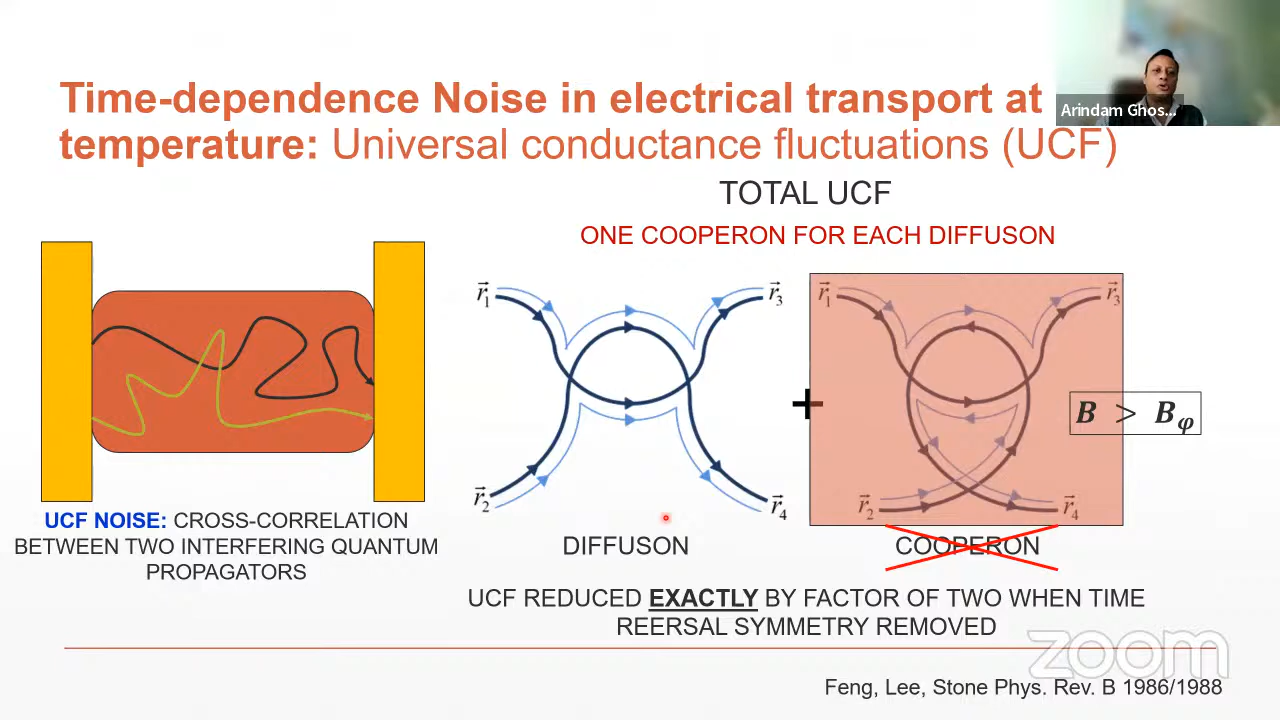 Time-dependence Noise in electrical transport at
Arindam Ghos...
temperature: Universal conductance fluctuations (UCF)
TOTAL UCF
ONE COOPERON FOR EACH DIFFUSON
r⃗1
r⃗3
r⃗1
r⃗3
+
B > Bφ
r⃗2
r⃗4
r⃗2
r⃗4
UCF NOISE: CROSS-CORRELATION
BETWEEN TWO INTERFERING QUANTUM
PROPAGATORS
DIFFUSON
COOPERON
UCF REDUCED EXACTLY BY FACTOR OF TWO WHEN TIME
REERSAL SYMMETRY REMOVED
zoom
Feng, Lee, Stone Phys. Rev. B 1986/1988